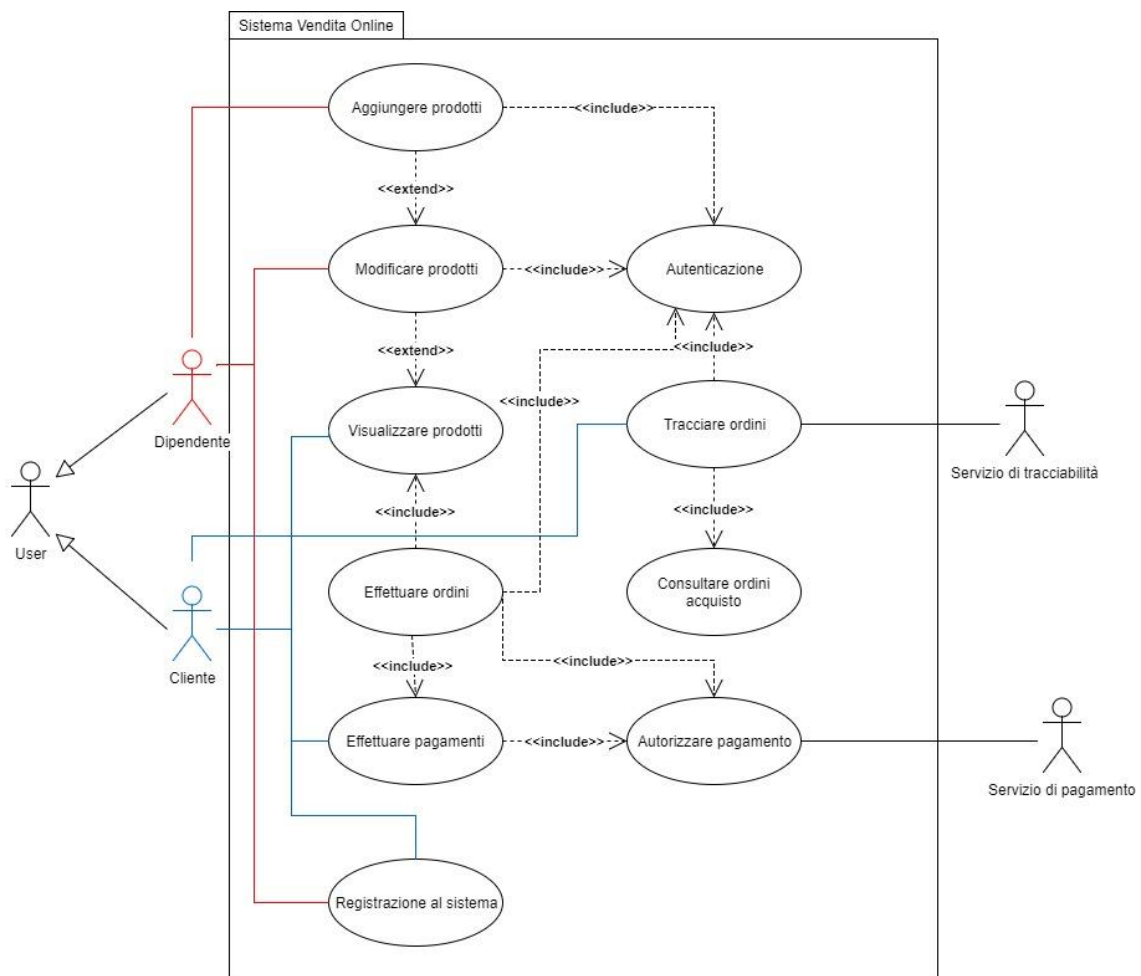 Sistema Vendita Online
Aggiungere prodotti
<<include>>
<<extend>>
Modificare prodotti
<<include>>
Autenticazione
<<extend>>
<<include>>
Dipendente
Visualizzare prodotti
<<include>>
Tracciare ordini
Servizio di tracciabilità
User
<<include>>
<<include>>
Effettuare ordini
Consultare ordini
acquisto
Cliente
<<include>>
<<include>>
Effettuare pagamenti
<<include>>
Autorizzare pagamento
Servizio di pagamento
Registrazione al sistema